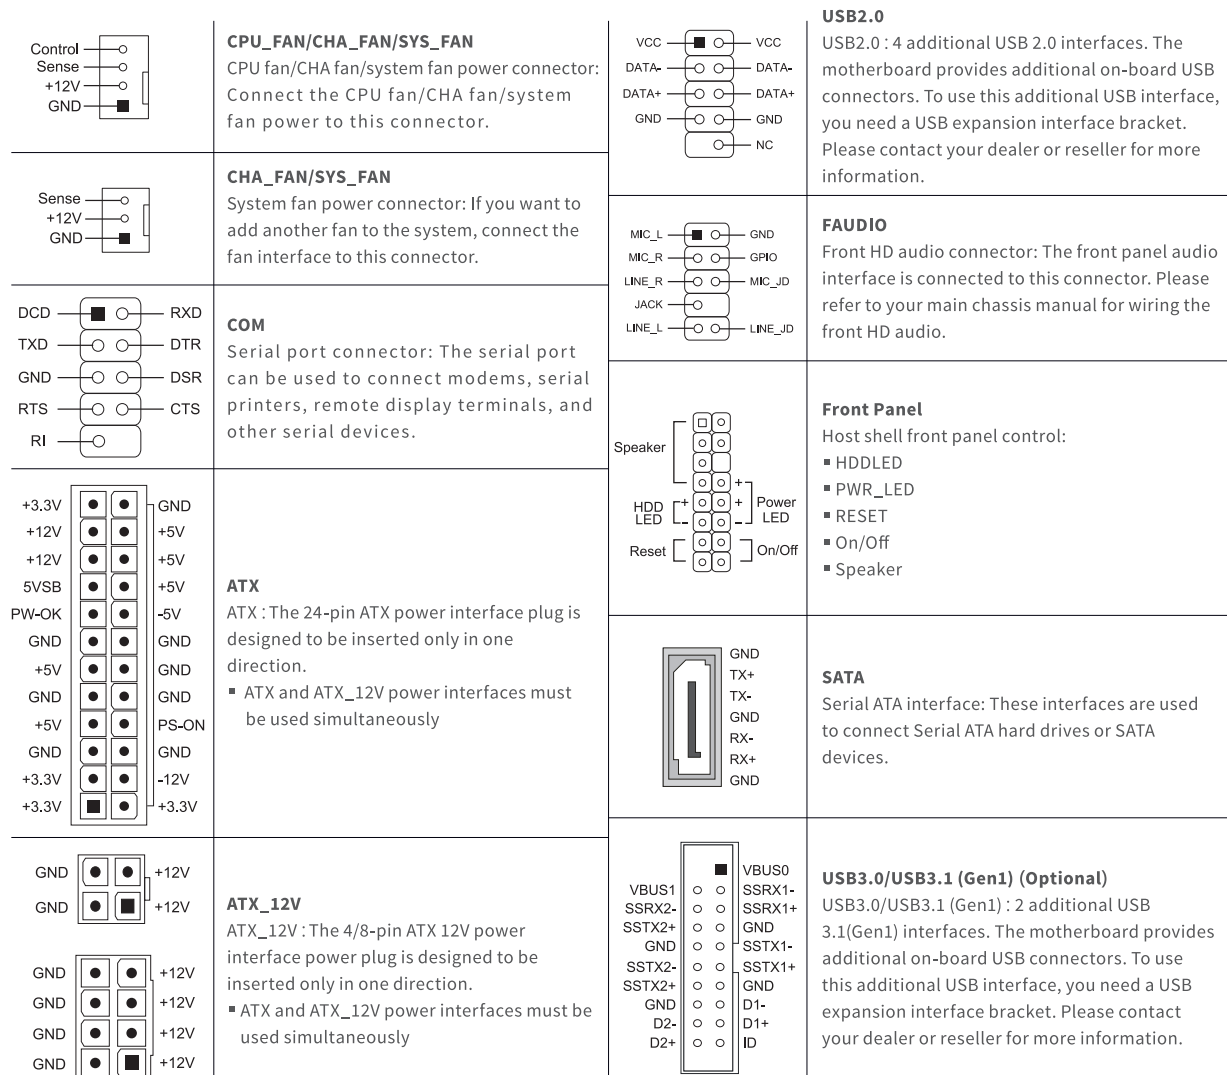 Control
Sense
+12V
GND
CPU_FAN/CHA_FAN/SYS_FAN
CPU fan/CHA fan/system fan power connector:
Connect the CPU fan/CHA fan/system
fan power to this connector.
Sense
+12V
GND
CHA_FAN/SYS_FAN
System fan power connector: If you want to
add another fan to the system, connect the
fan interface to this connector.
DCD RXD
TXD DTR
GND DSR
RTS CTS
RI
COM
Serial port connector: The serial port
can be used to connect modems, serial
printers, remote display terminals, and
other serial devices.
+3.3V GND
+12V +5V
+12V +5V
5VSB +5V
PW-OK -5V
GND GND
+5V GND
GND GND
+5V PS-ON
GND GND
+3.3V -12V
+3.3V +3.3V
ATX
ATX : The 24-pin ATX power interface plug is
designed to be inserted only in one
direction.
▪ ATX and ATX_12V power interfaces must
be used simultaneously
GND +12V
GND +12V
GND +12V
GND +12V
GND +12V
GND +12V
ATX_12V
ATX_12V : The 4/8-pin ATX 12V power
interface power plug is designed to be
inserted only in one direction.
▪ ATX and ATX_12V power interfaces must be
used simultaneously
VCC VCC
DATA- DATA-
DATA+ DATA+
GND GND
NC
USB2.0
USB2.0 : 4 additional USB 2.0 interfaces. The
motherboard provides additional on-board USB
connectors. To use this additional USB interface,
you need a USB expansion interface bracket.
Please contact your dealer or reseller for more
information.
MIC_L GND
MIC_R GPIO
LINE_R MIC_JD
JACK
LINE_L LINE_JD
FAUDIO
Front HD audio connector: The front panel audio
interface is connected to this connector. Please
refer to your main chassis manual for wiring the
front HD audio.
Speaker
+
HDD + + Power
LED - - LED
Reset On/Off
Front Panel
Host shell front panel control:
▪ HDDLED
▪ PWR_LED
▪ RESET
▪ On/Off
▪ Speaker
GND
TX+
TX-
GND
RX-
RX+
GND
SATA
Serial ATA interface: These interfaces are used
to connect Serial ATA hard drives or SATA
devices.
VBUS0
VBUS1 SSRX1-
SSRX2- SSRX1+
SSTX2+ GND
GND SSTX1-
SSTX2- SSTX1+
SSTX2+ GND
GND D1-
D2- D1+
D2+ ID
USB3.0/USB3.1 (Gen1) (Optional)
USB3.0/USB3.1 (Gen1) : 2 additional USB
3.1(Gen1) interfaces. The motherboard provides
additional on-board USB connectors. To use
this additional USB interface, you need a USB
expansion interface bracket. Please contact
your dealer or reseller for more information.